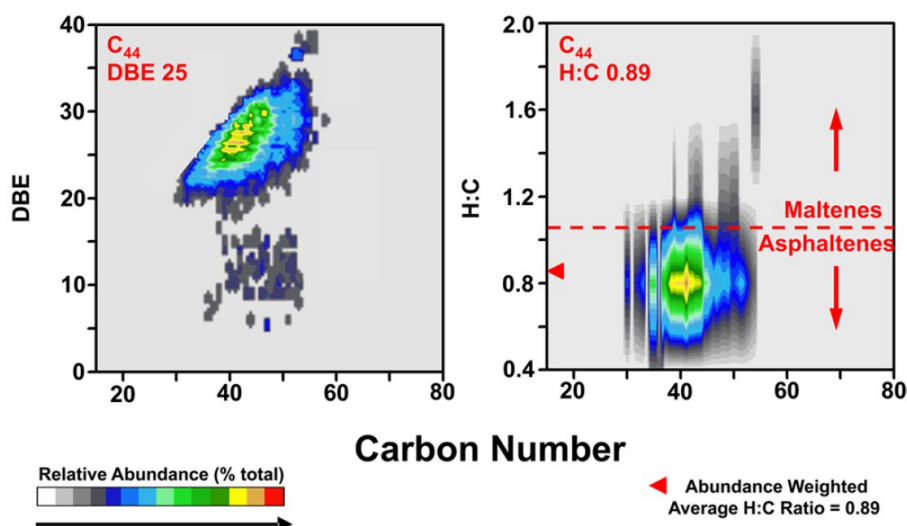 C44
DBE 25
40
30
20
10
0
DBE
20
40
60
80
C44
H:C 0.89
2.0
1.6
1.2
0.8
0.4
H:C
Maltenes
Asphaltenes
20
40
60
80
Carbon Number
Relative Abundance (% total)
Abundance Weighted
Average H:C Ratio = 0.89